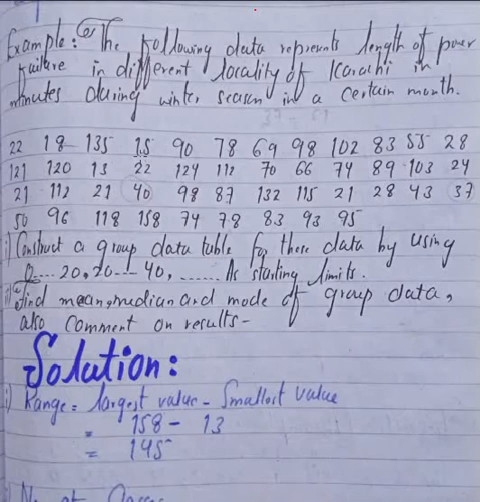 Example: The following data reprents length of power
failure in different locality of Karachi in
minutes during winter season in a certain month.
22 18 135 15 90 78 69 98 102 83 55 28
121 120 13 22 124 112 70 66 74 89 103 24
21 112 21 40 98 87 132 115 21 28 43 37
50 96 118 158 74 78 83 93 95
i) Construct a group data table for these data by using
0....20, 20....40, ...... As starting limits.
ii) Find mean, median and mode of group data,
also comment on results-
Solution:
i) Range = largest value - Smallest value
= 158 - 13
= 145